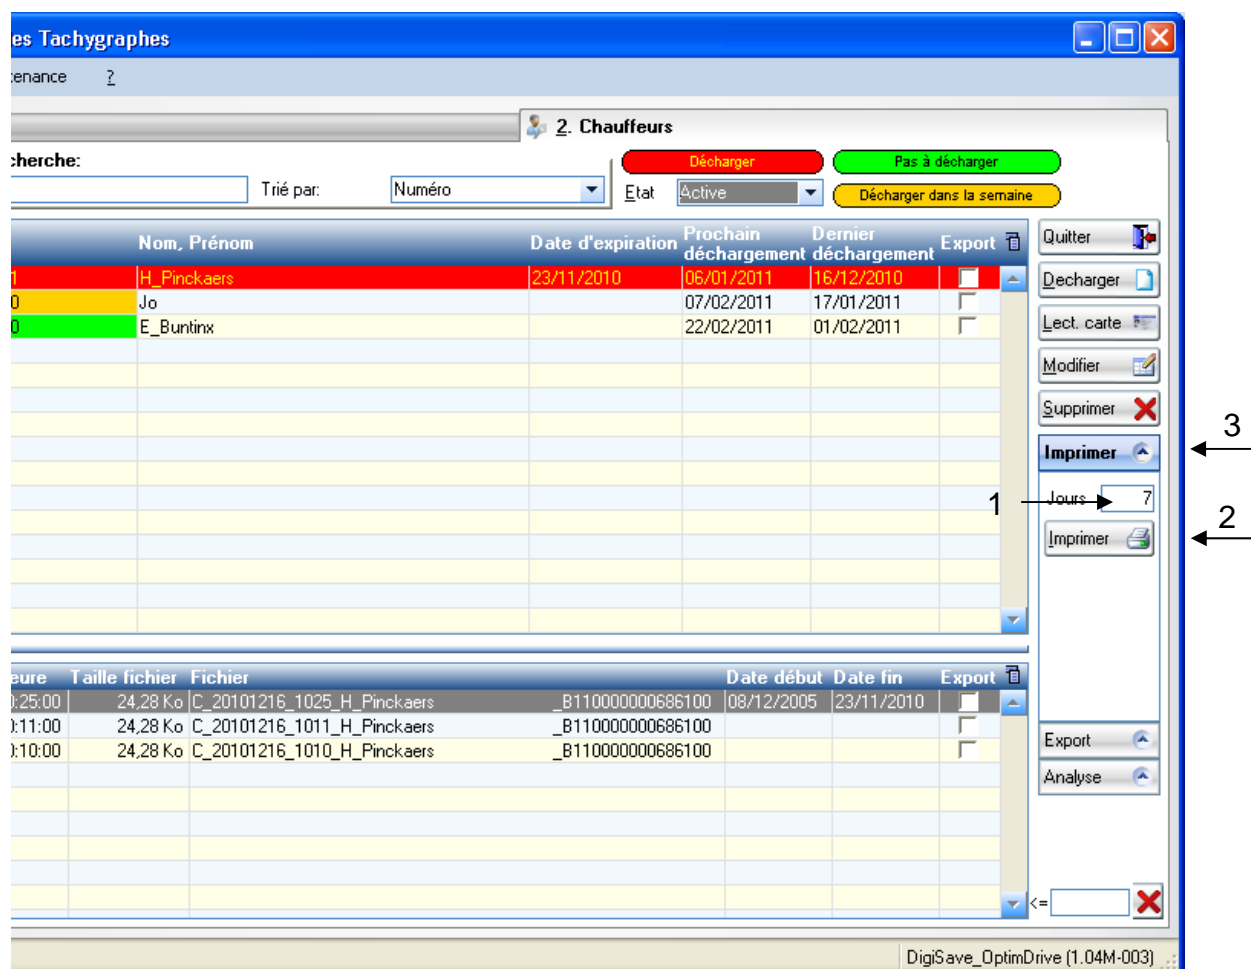 es Tachygraphes
tenance ?
2. Chauffeurs
cherche:
Décharger Pas à décharger
Trié par: Numéro Etat Active Décharger dans la semaine
Nom, Prénom Date d'expiration Prochain déchargement Dernier déchargement Export
1 H_Pinckaers 23/11/2010 06/01/2011 16/12/2010
0 Jo 07/02/2011 17/01/2011
0 E_Buntinx 22/02/2011 01/02/2011
Quitter
Decharger
Lect. carte
Modifier
Supprimer
3
Imprimer
1 Jours 7
2
Imprimer
eure Taille fichier Fichier Date début Date fin Export
0:25:00 24,28 Ko C_20101216_1025_H_Pinckaers _B110000000686100 08/12/2005 23/11/2010
0:11:00 24,28 Ko C_20101216_1011_H_Pinckaers _B110000000686100
0:10:00 24,28 Ko C_20101216_1010_H_Pinckaers _B110000000686100
Export
Analyse
<=
DigiSave_OptimDrive (1.04M-003)